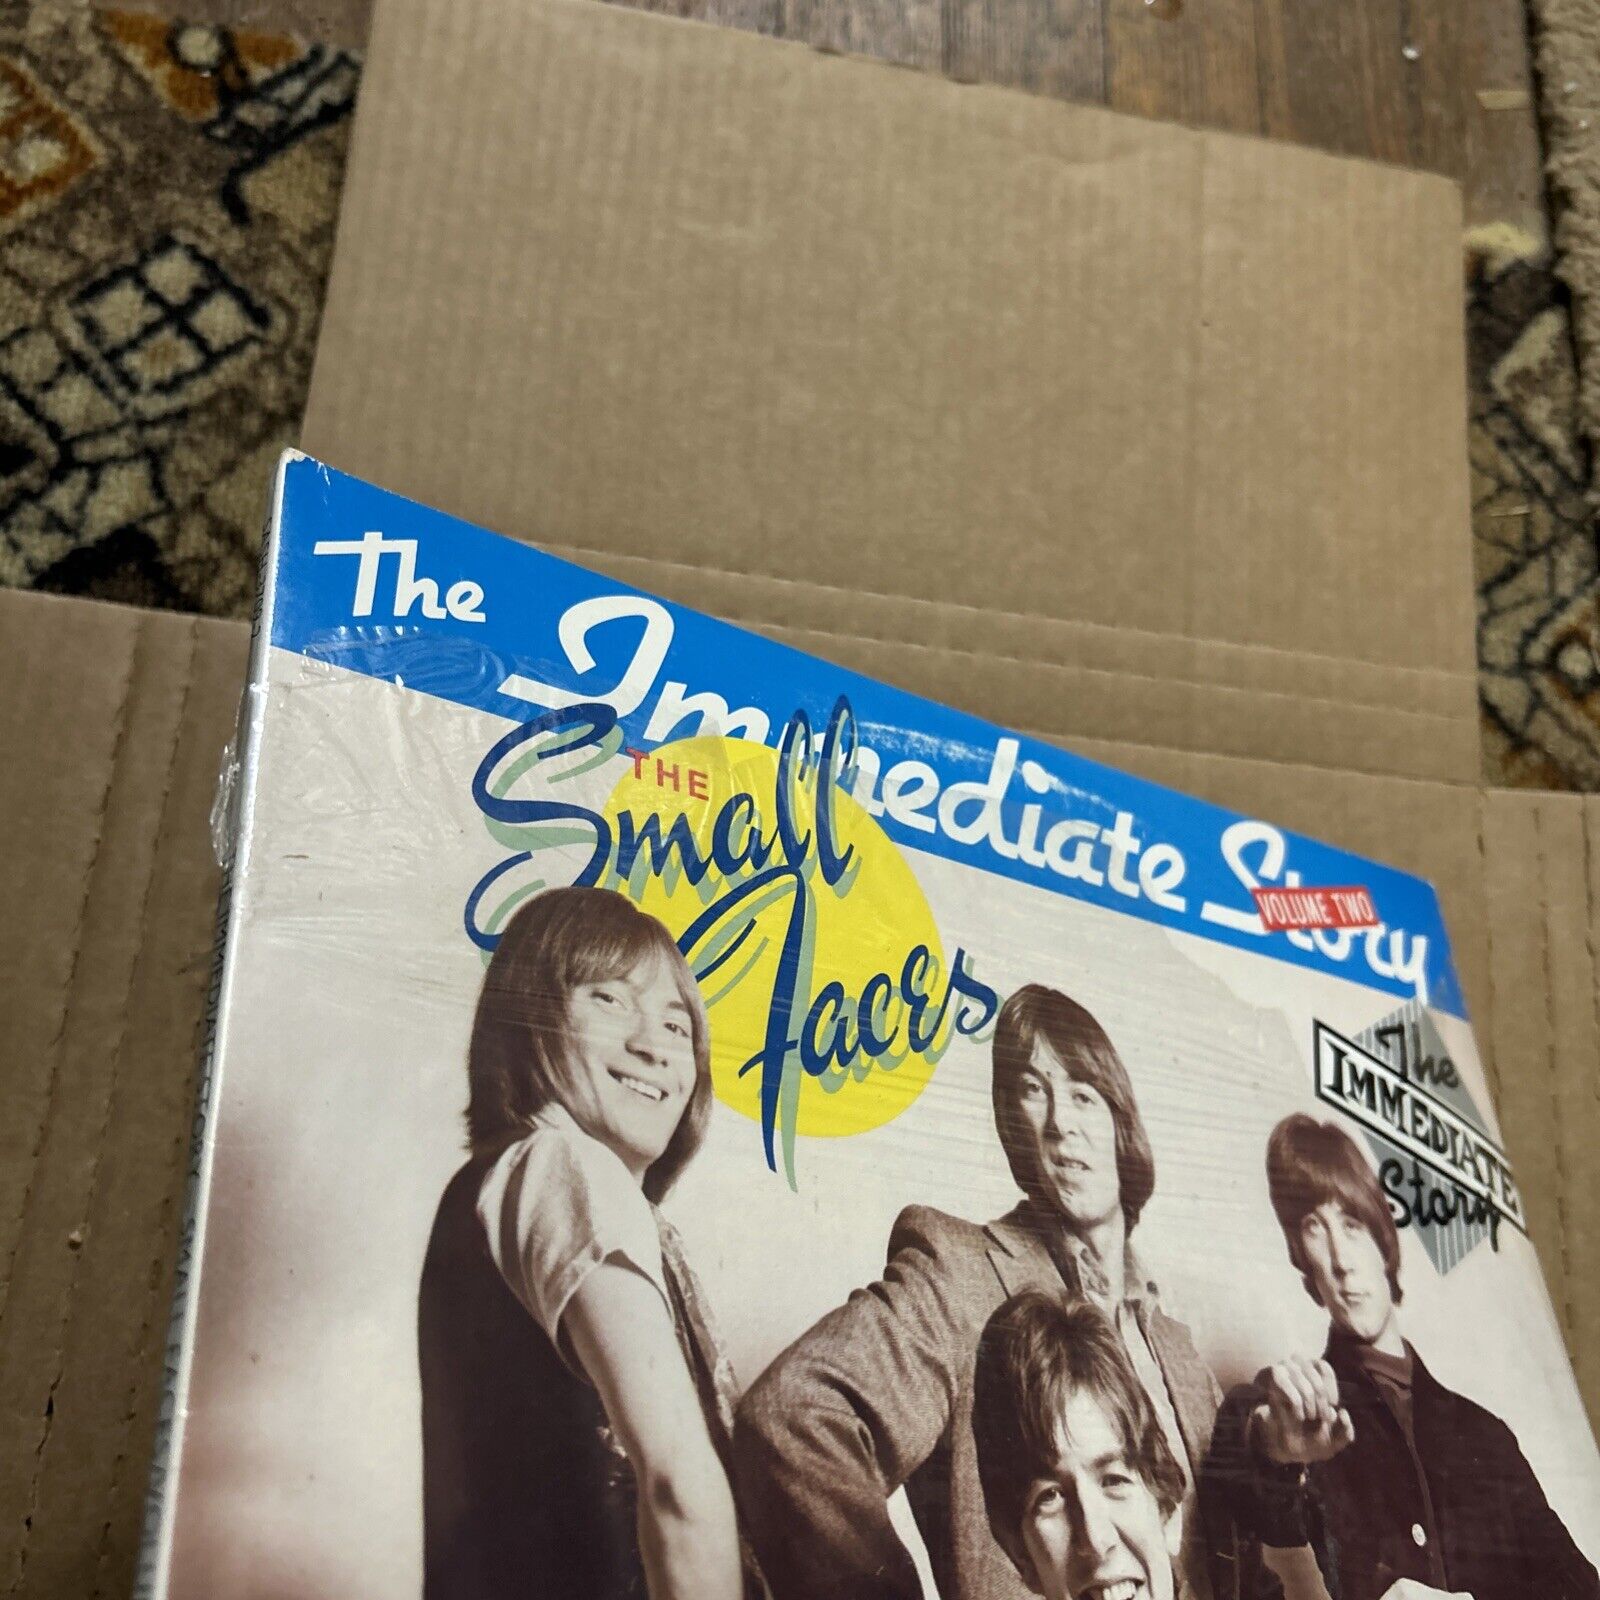 The Immediate Story
VOLUME TWO
THE
Small
Faces
The
IMMEDIATE
Story